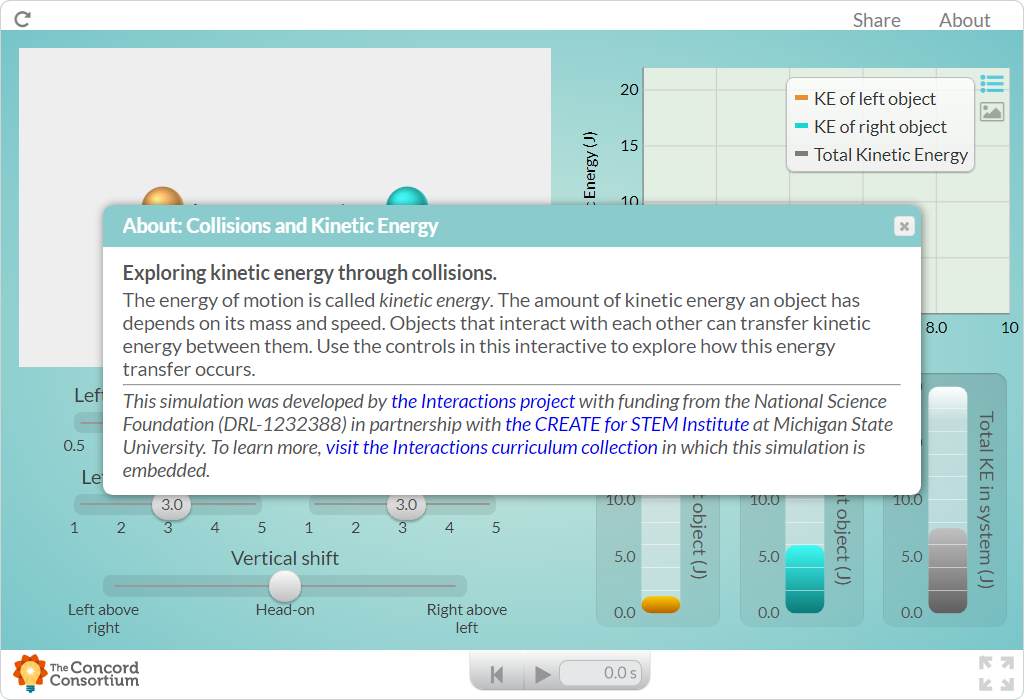 Share About
20
KE of left object
KE of right object
Total Kinetic Energy
15
Energy (J)
10
About: Collisions and Kinetic Energy
Exploring kinetic energy through collisions.
The energy of motion is called kinetic energy. The amount of kinetic energy an object has
depends on its mass and speed. Objects that interact with each other can transfer kinetic
energy between them. Use the controls in this interactive to explore how this energy
transfer occurs.
This simulation was developed by the Interactions project with funding from the National Science
Foundation (DRL-1232388) in partnership with the CREATE for STEM Institute at Michigan State
University. To learn more, visit the Interactions curriculum collection in which this simulation is
embedded.
8.0 10
0.5
3.0 3.0
1 2 3 4 5 1 2 3 4 5
Vertical shift
Left above
right
Head-on
Right above
left
10.0
5.0
0.0
object (J)
10.0
5.0
0.0
object (J)
10.0
5.0
0.0
Total KE in system (J)
The Concord
Consortium
0.0 s